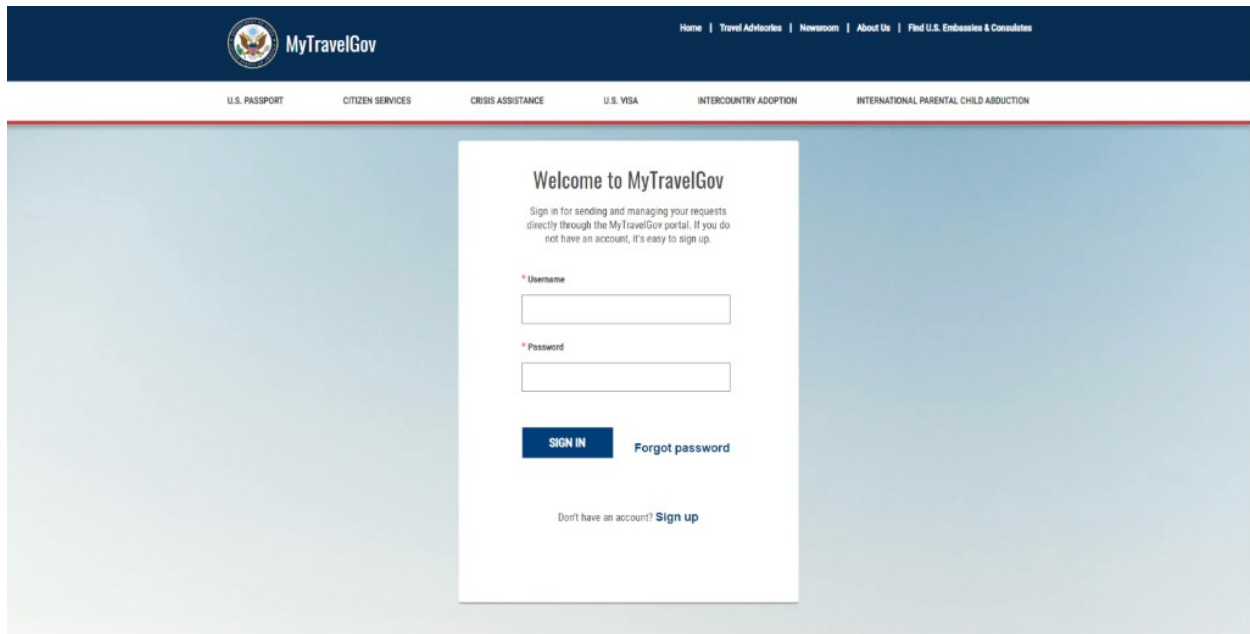 MyTravelGov
Home | Travel Advisories | Newsroom | About Us | Find U.S. Embassies & Consulates
U.S. PASSPORT CITIZEN SERVICES CRISIS ASSISTANCE U.S. VISA INTERCOUNTRY ADOPTION INTERNATIONAL PARENTAL CHILD ABDUCTION
Welcome to MyTravelGov
Sign in for sending and managing your requests
directly through the MyTravelGov portal. If you do
not have an account, it's easy to sign up.
* Username
* Password
SIGN IN Forgot password
Don't have an account? Sign up